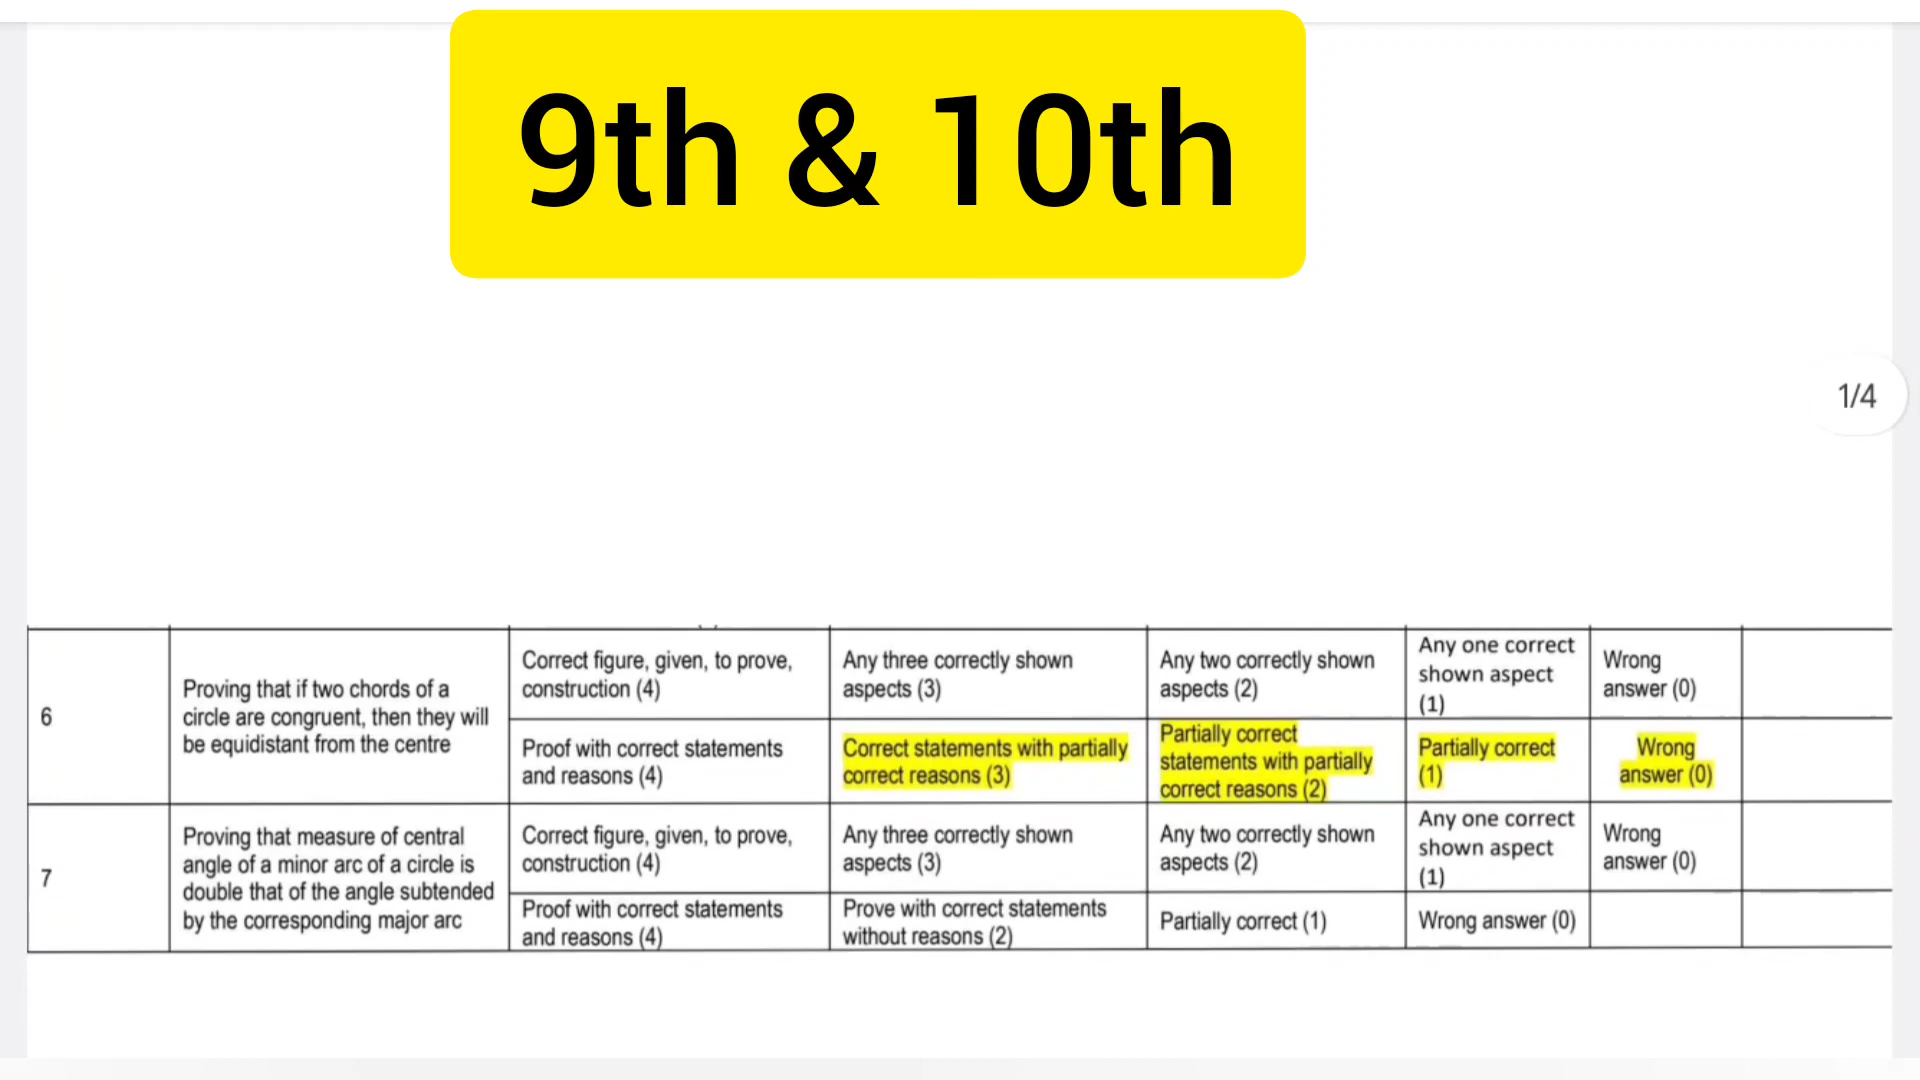 9th & 10th
1/4
6
Proving that if two chords of a
circle are congruent, then they will
be equidistant from the centre
Correct figure, given, to prove,
construction (4)
Any three correctly shown
aspects (3)
Any two correctly shown
aspects (2)
Any one correct
shown aspect
(1)
Wrong
answer (0)
Proof with correct statements
and reasons (4)
Correct statements with partially
correct reasons (3)
Partially correct
statements with partially
correct reasons (2)
Partially correct
(1)
Wrong
answer (0)
7
Proving that measure of central
angle of a minor arc of a circle is
double that of the angle subtended
by the corresponding major arc
Correct figure, given, to prove,
construction (4)
Any three correctly shown
aspects (3)
Any two correctly shown
aspects (2)
Any one correct
shown aspect
(1)
Wrong
answer (0)
Proof with correct statements
and reasons (4)
Prove with correct statements
without reasons (2)
Partially correct (1)
Wrong answer (0)